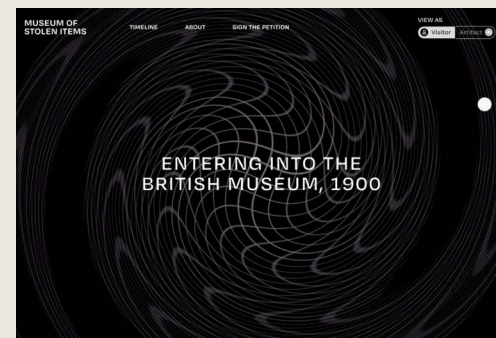 MUSEUM OF
STOLEN ITEMS
TIMELINE ABOUT SIGN THE PETITION
VIEW AS
Visitor Artifact
ENTERING INTO THE
BRITISH MUSEUM, 1900